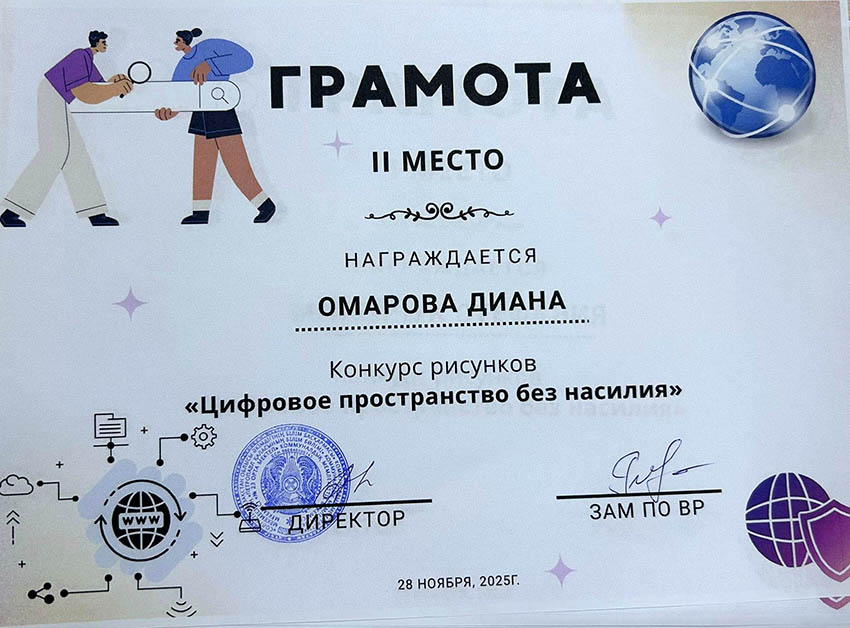 ГРАМОТА
II МЕСТО
НАГРАЖДАЕТСЯ
ОМАРОВА ДИАНА
Конкурс рисунков
«Цифровое пространство без насилия»
WWW
ДИРЕКТОР
ЗАМ ПО ВР
28 НОЯБРЯ, 2025Г.